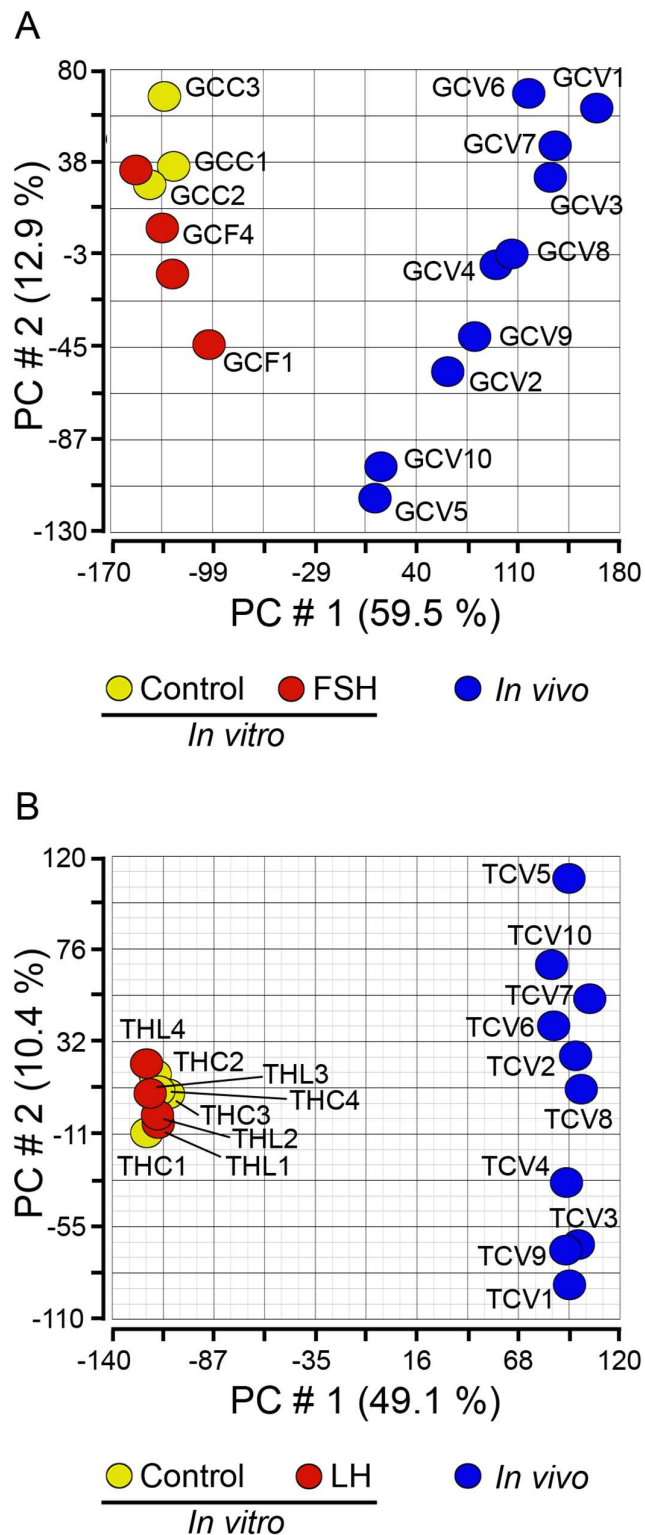 A
80
38
-3
-45
-87
-130
PC # 2 (12.9 %)
GCC3
GCC1
GCC2
GCF4
GCF1
GCV6
GCV1
GCV7
GCV3
GCV8
GCV4
GCV9
GCV2
GCV10
GCV5
-170 -99 -29 40 110 180
PC # 1 (59.5 %)
Control FSH In vivo
In vitro
B
120
76
32
-11
-55
-110
PC # 2 (10.4 %)
TCV5
TCV10
TCV7
TCV6
TCV2
TCV8
TCV4
TCV3
TCV9
TCV1
THL4
THC2
THL3
THC4
THC3
THL2
THC1
THL1
-140 -87 -35 16 68 120
PC # 1 (49.1 %)
Control LH In vivo
In vitro